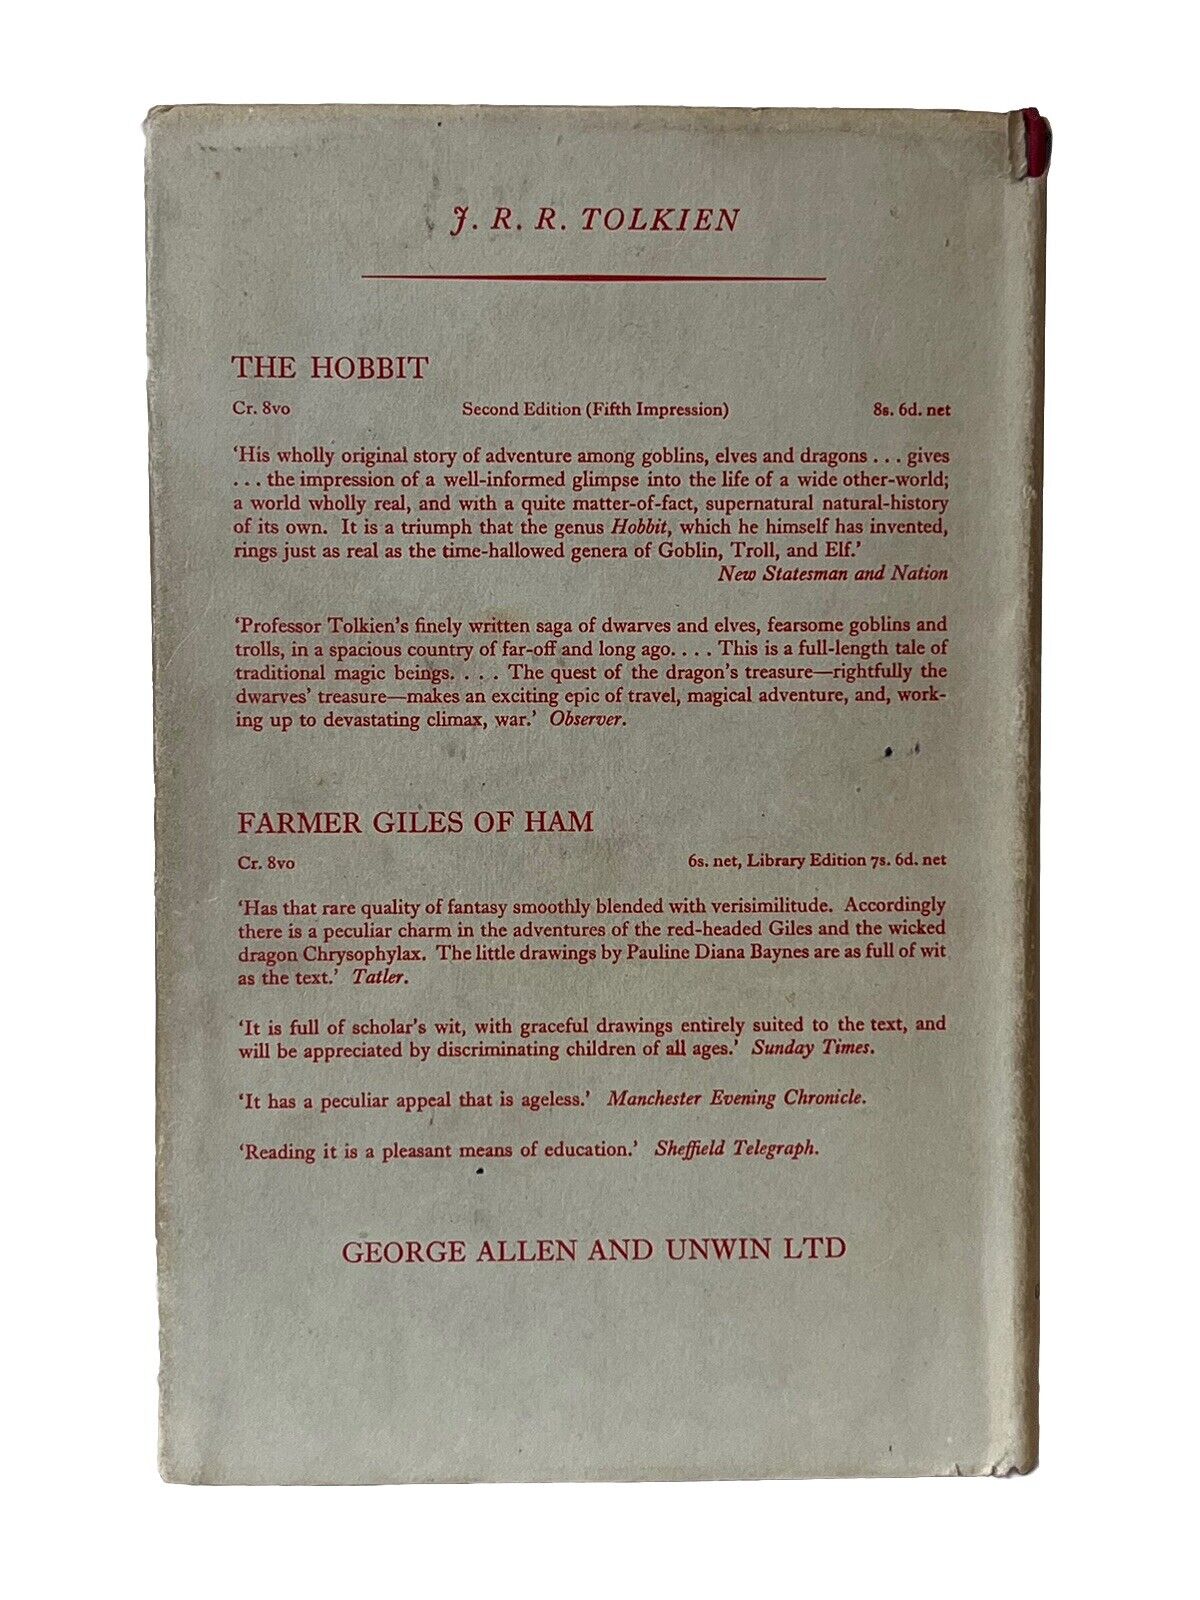 J. R. R. TOLKIEN
THE HOBBIT
Cr. 8vo Second Edition (Fifth Impression) 8s. 6d. net
‘His wholly original story of adventure among goblins, elves and dragons . . . gives
. . . the impression of a well-informed glimpse into the life of a wide other-world;
a world wholly real, and with a quite matter-of-fact, supernatural natural-history
of its own. It is a triumph that the genus Hobbit, which he himself has invented,
rings just as real as the time-hallowed genera of Goblin, Troll, and Elf.’
New Statesman and Nation
‘Professor Tolkien’s finely written saga of dwarves and elves, fearsome goblins and
trolls, in a spacious country of far-off and long ago. . . . This is a full-length tale of
traditional magic beings. . . . The quest of the dragon’s treasure—rightfully the
dwarves’ treasure—makes an exciting epic of travel, magical adventure, and, work-
ing up to devastating climax, war.’ Observer.
FARMER GILES OF HAM
Cr. 8vo 6s. net, Library Edition 7s. 6d. net
‘Has that rare quality of fantasy smoothly blended with verisimilitude. Accordingly
there is a peculiar charm in the adventures of the red-headed Giles and the wicked
dragon Chrysophylax. The little drawings by Pauline Diana Baynes are as full of wit
as the text.’ Tatler.
‘It is full of scholar’s wit, with graceful drawings entirely suited to the text, and
will be appreciated by discriminating children of all ages.’ Sunday Times.
‘It has a peculiar appeal that is ageless.’ Manchester Evening Chronicle.
‘Reading it is a pleasant means of education.’ Sheffield Telegraph.
GEORGE ALLEN AND UNWIN LTD